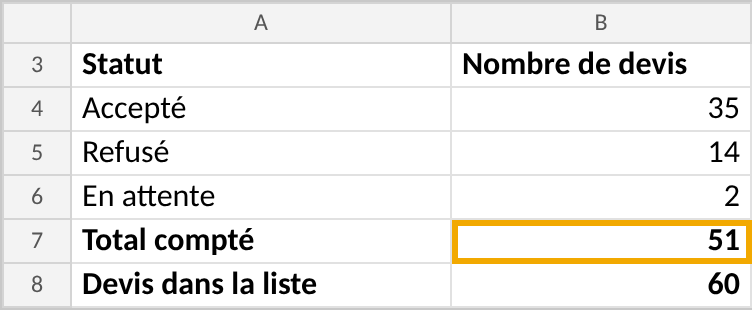 A B
3 Statut Nombre de devis
4 Accepté 35
5 Refusé 14
6 En attente 2
7 Total compté 51
8 Devis dans la liste 60